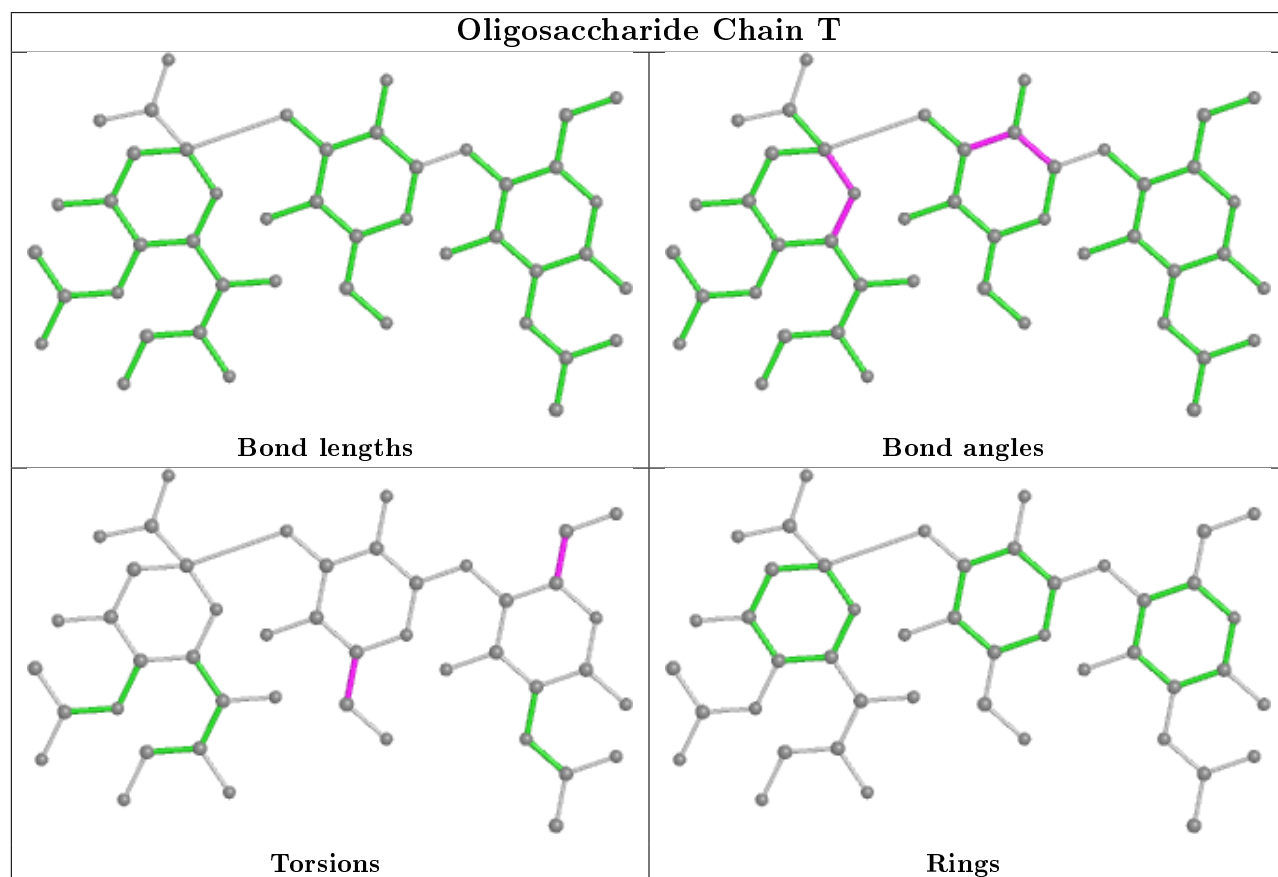 Oligosaccharide Chain T
Bond lengths
Bond angles
Torsions
Rings